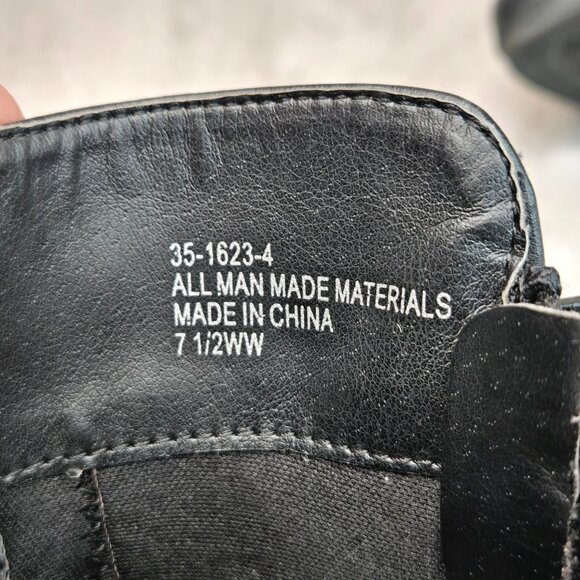 35-1623-4
ALL MAN MADE MATERIALS
MADE IN CHINA
7 1/2WW